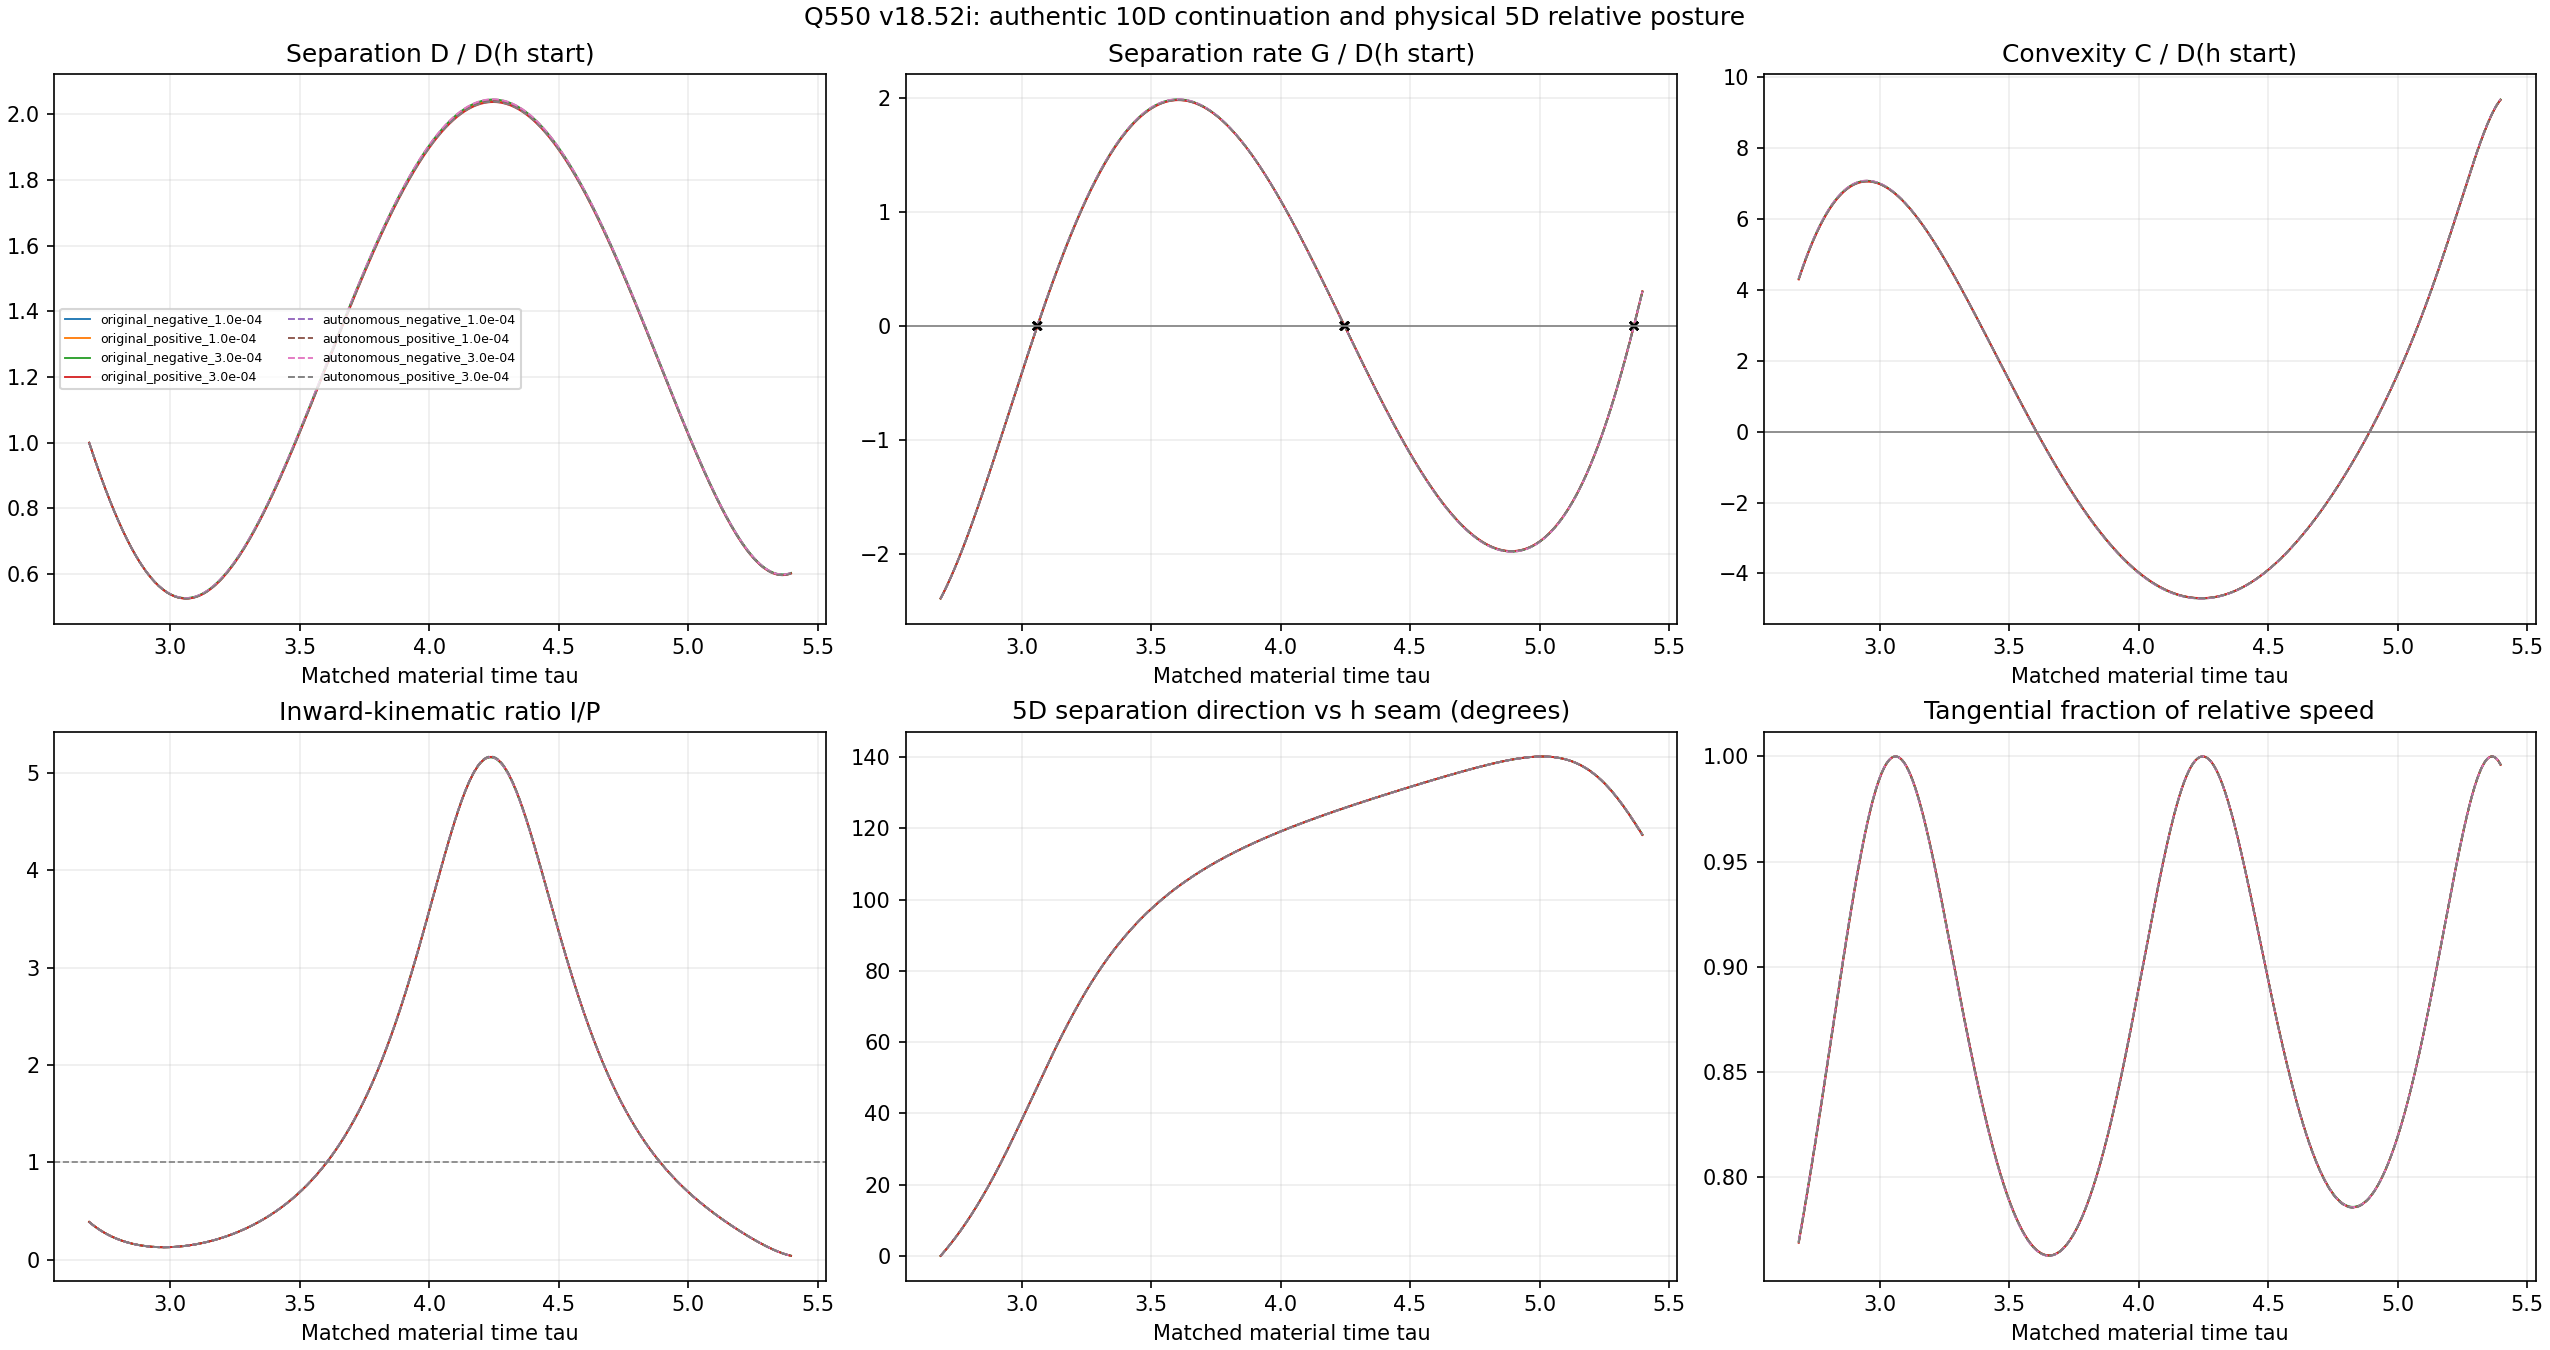 Q550 v18.52i: authentic 10D continuation and physical 5D relative posture
Separation D / D(h start)
2.0
1.8
1.6
1.4
1.2
1.0
0.8
0.6
original_negative_1.0e-04
original_positive_1.0e-04
original_negative_3.0e-04
original_positive_3.0e-04
autonomous_negative_1.0e-04
autonomous_positive_1.0e-04
autonomous_negative_3.0e-04
autonomous_positive_3.0e-04
3.0 3.5 4.0 4.5 5.0 5.5
Matched material time tau
Separation rate G / D(h start)
2
1
0
−1
−2
3.0 3.5 4.0 4.5 5.0 5.5
Matched material time tau
Convexity C / D(h start)
10
8
6
4
2
0
−2
−4
3.0 3.5 4.0 4.5 5.0 5.5
Matched material time tau
Inward-kinematic ratio I/P
5
4
3
2
1
0
3.0 3.5 4.0 4.5 5.0 5.5
Matched material time tau
5D separation direction vs h seam (degrees)
140
120
100
80
60
40
20
0
3.0 3.5 4.0 4.5 5.0 5.5
Matched material time tau
Tangential fraction of relative speed
1.00
0.95
0.90
0.85
0.80
3.0 3.5 4.0 4.5 5.0 5.5
Matched material time tau